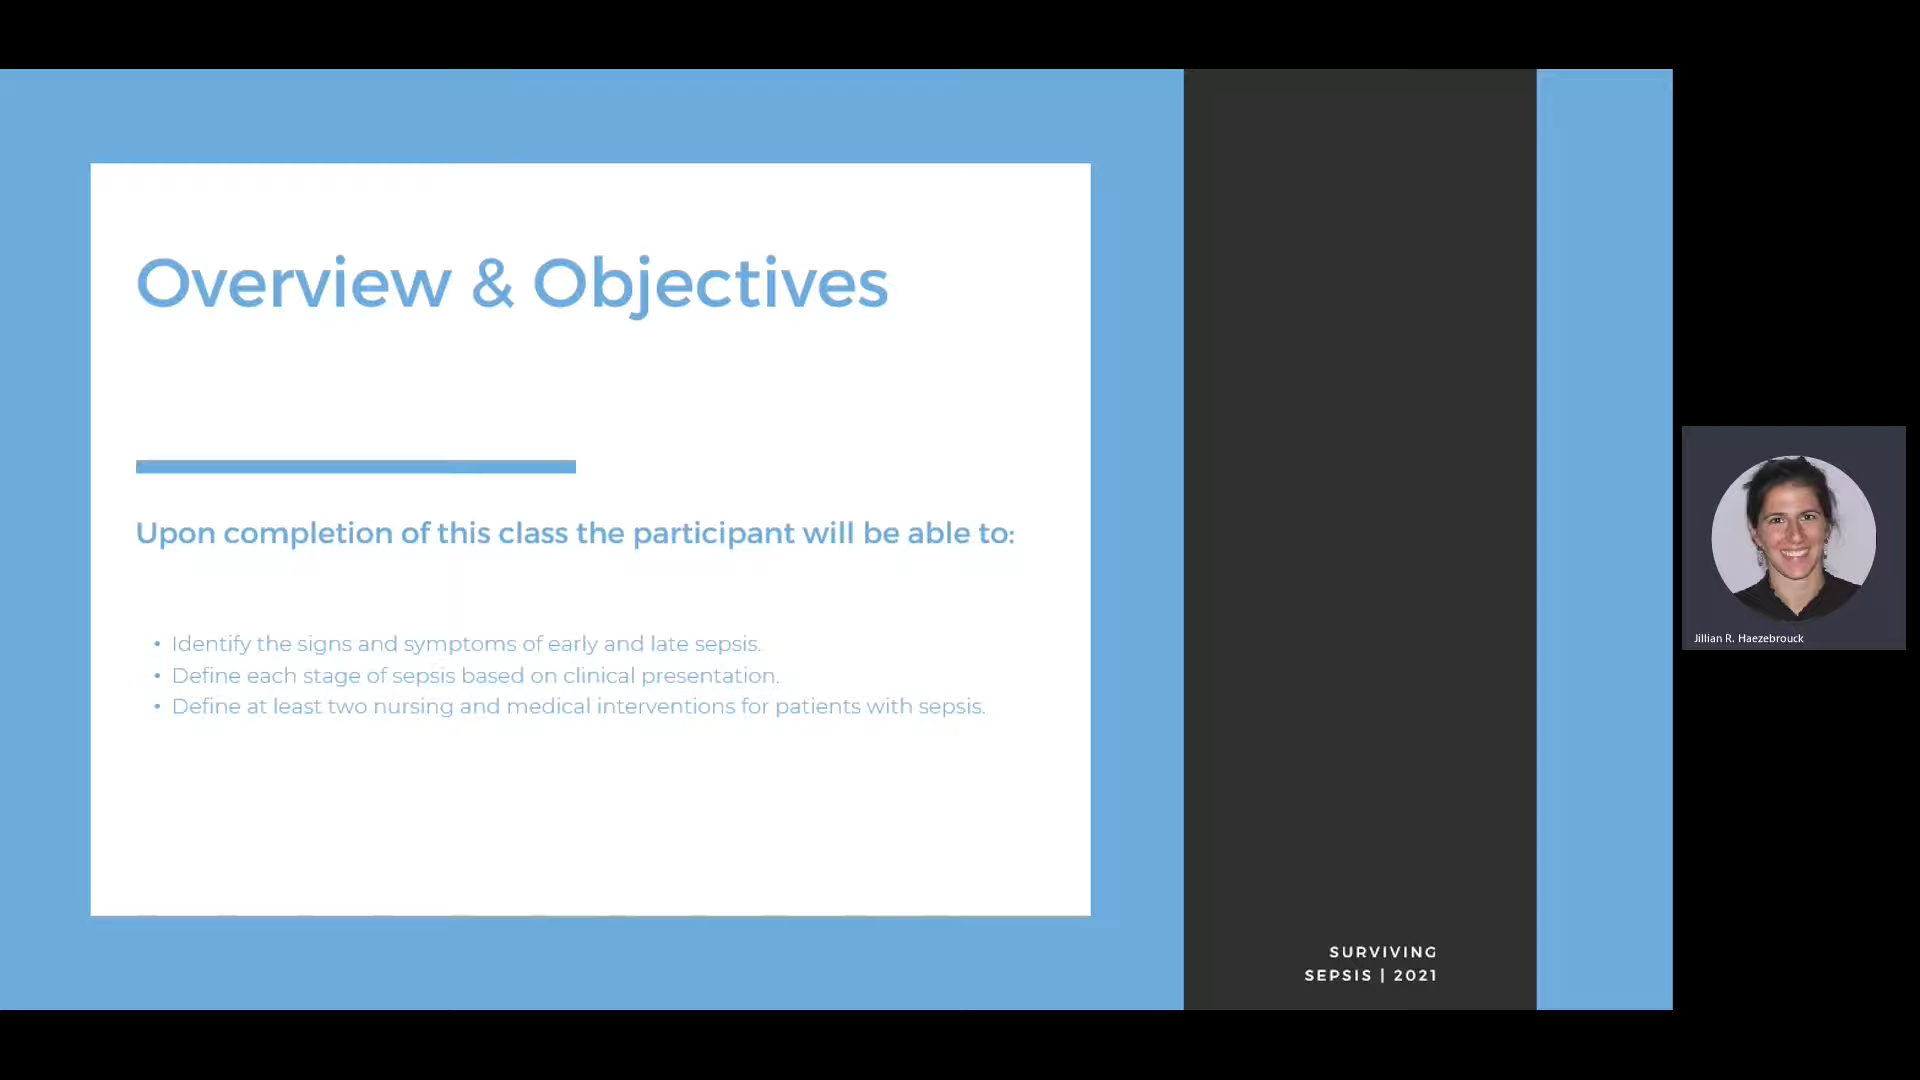 Overview & Objectives
Upon completion of this class the participant will be able to:
• Identify the signs and symptoms of early and late sepsis.
• Define each stage of sepsis based on clinical presentation.
• Define at least two nursing and medical interventions for patients with sepsis.
SURVIVING
SEPSIS | 2021
Jillian R. Haezebrouck